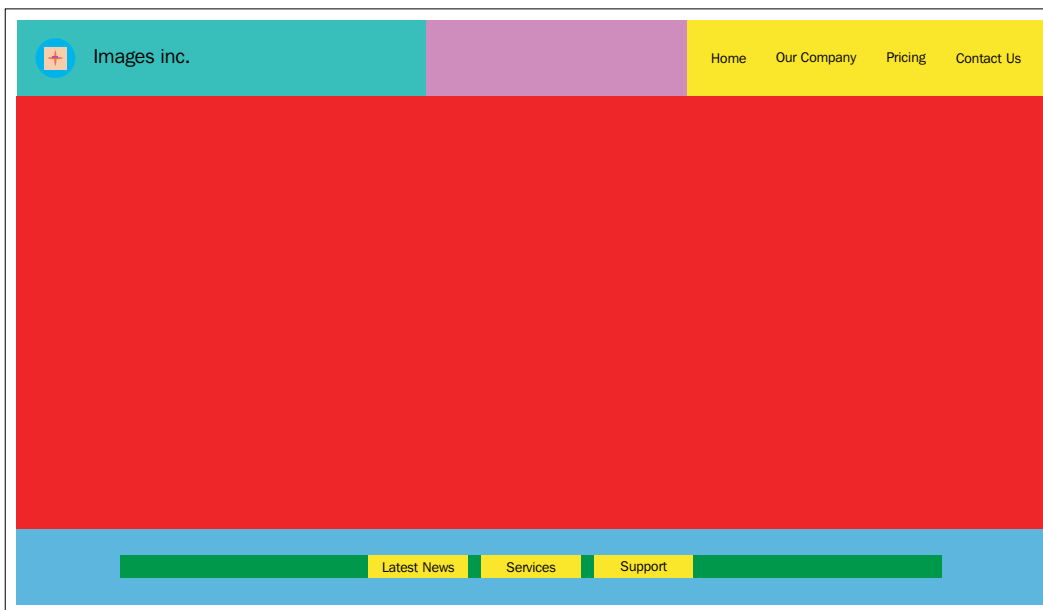 Images inc.
Home Our Company Pricing Contact Us
Latest News Services Support